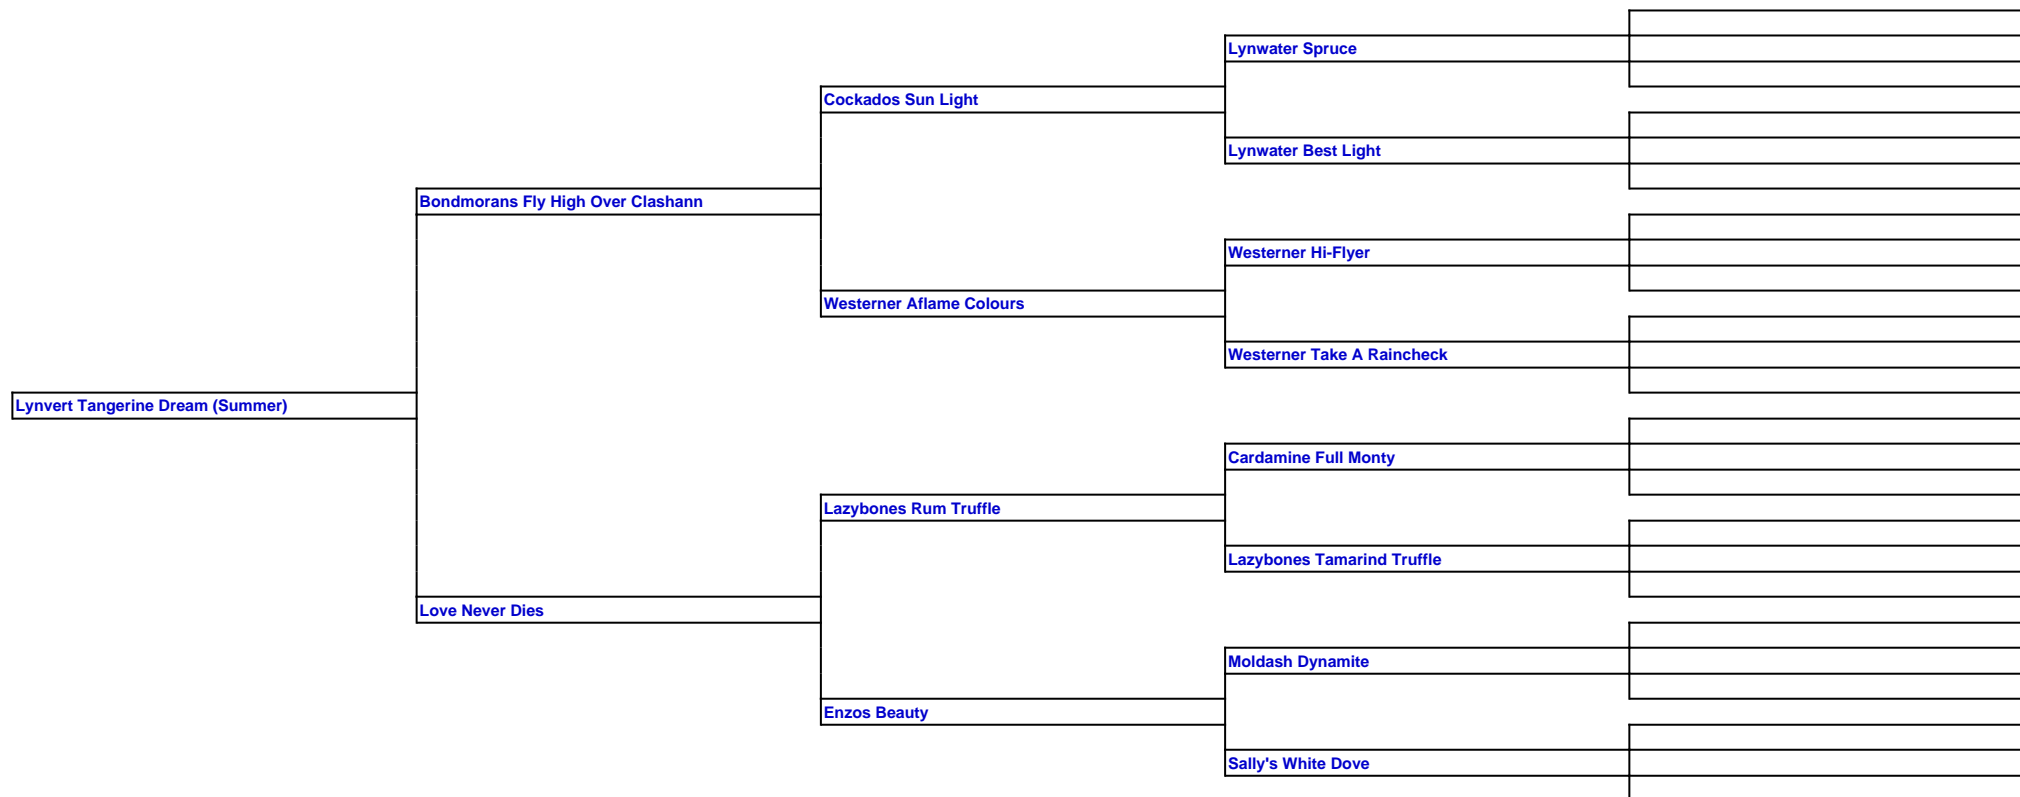 Lynwater Spruce
Cockados Sun Light
Lynwater Best Light
Bondmorans Fly High Over Clashann
Westerner Hi-Flyer
Westerner Aflame Colours
Westerner Take A Raincheck
Lynvert Tangerine Dream (Summer)
Cardamine Full Monty
Lazybones Rum Truffle
Lazybones Tamarind Truffle
Love Never Dies
Moldash Dynamite
Enzos Beauty
Sally's White Dove